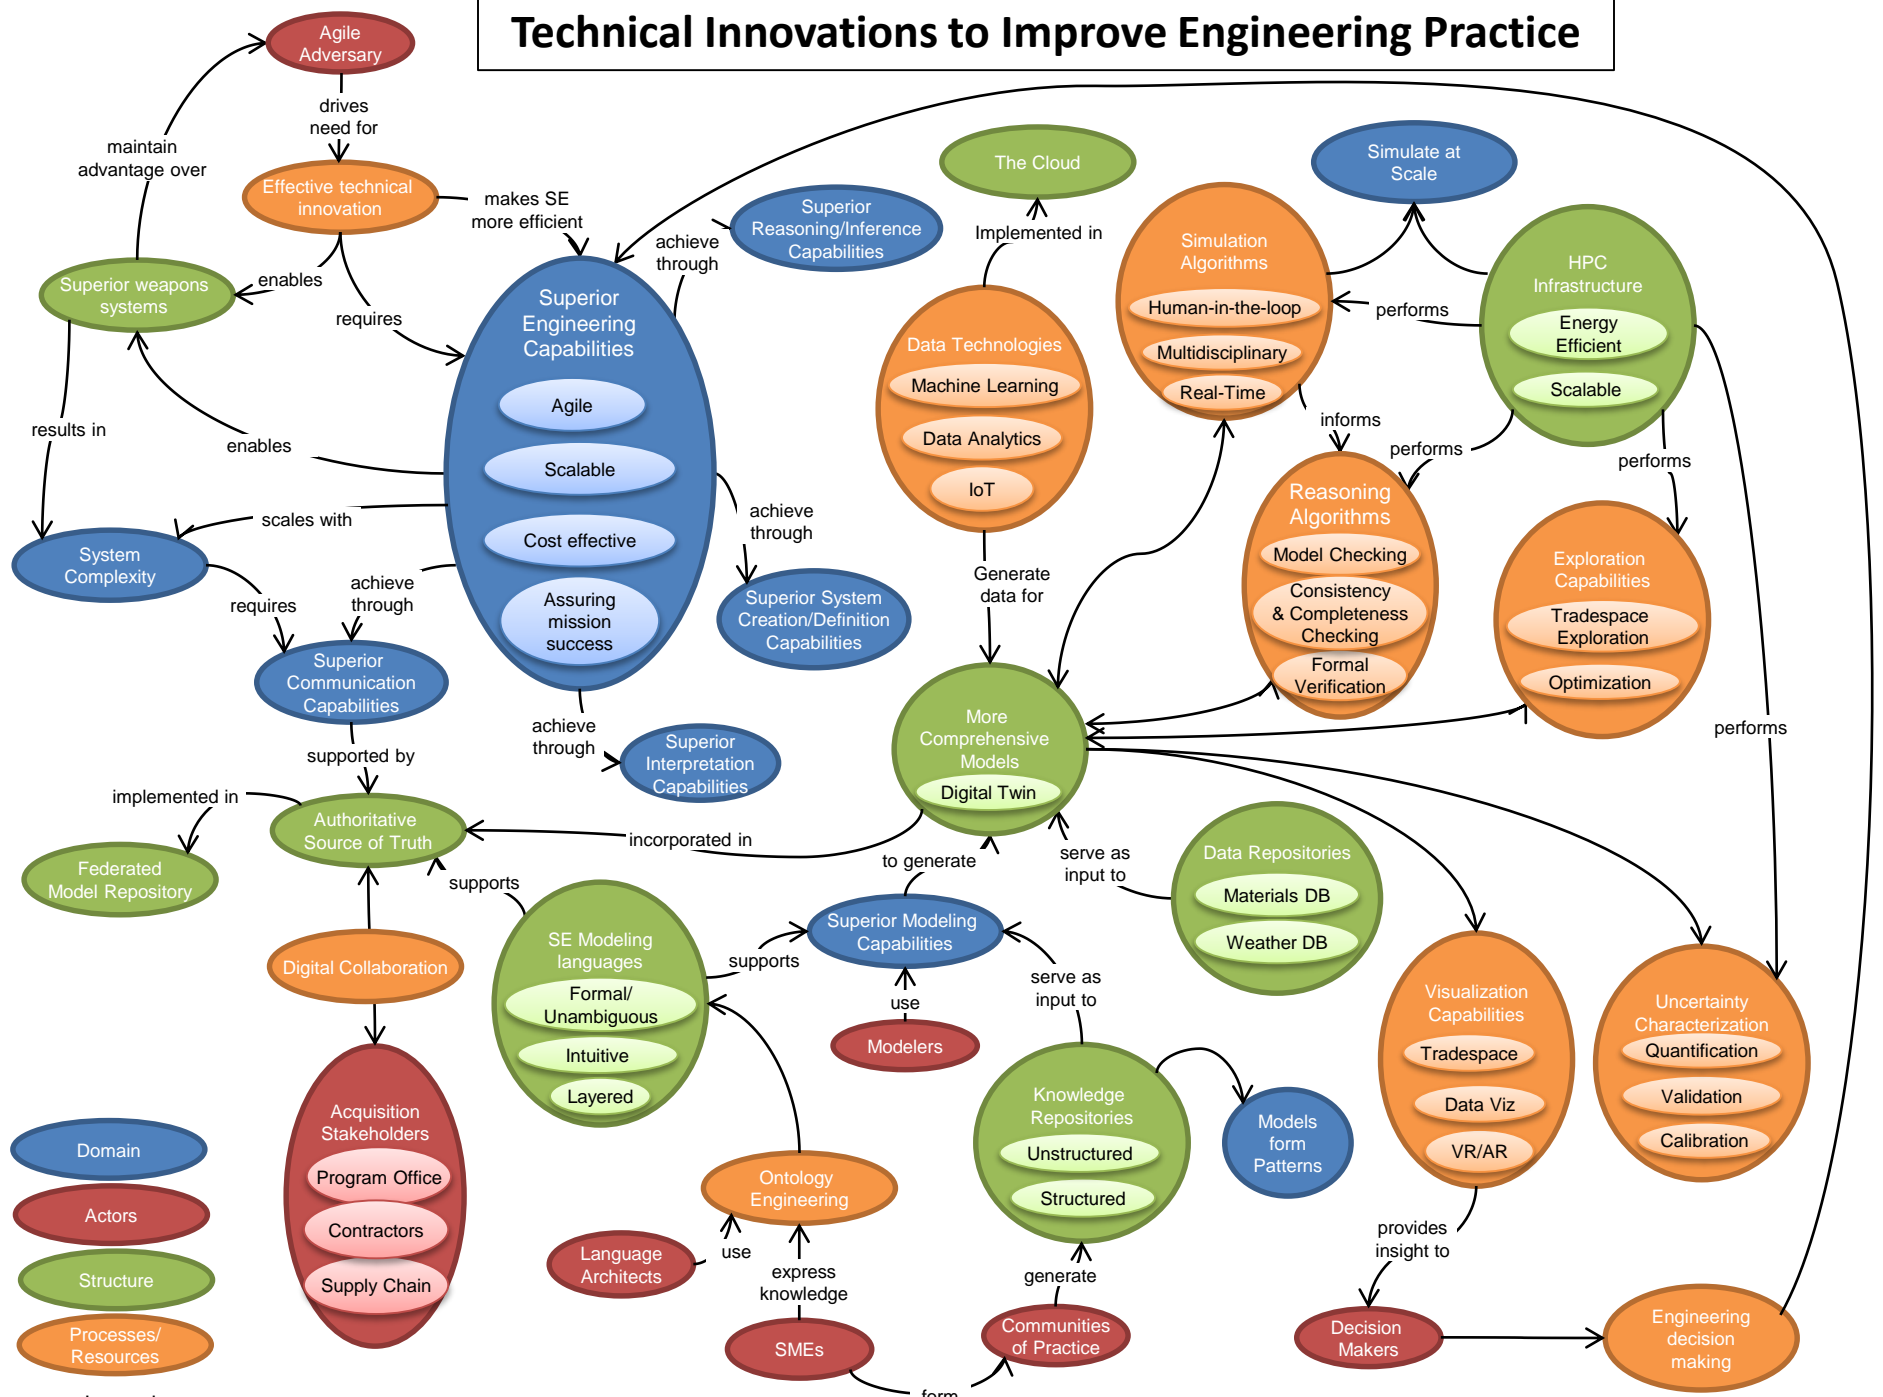 Technical Innovations to Improve Engineering Practice
Agile
Adversary
drives
need for
maintain
advantage over
Effective technical
innovation
makes SE
more efficient
enables
requires
Superior weapons
systems
results in
enables
scales with
System
Complexity
requires
achieve
through
Superior
Communication
Capabilities
supported by
Superior
Engineering
Capabilities
Agile
Scalable
Cost effective
Assuring
mission
success
achieve
through
Superior
Reasoning/Inference
Capabilities
achieve
through
Superior System
Creation/Definition
Capabilities
achieve
through
Superior
Interpretation
Capabilities
implemented in
Authoritative
Source of Truth
Federated
Model Repository
incorporated in
supports
Digital Collaboration
Acquisition
Stakeholders
Program Office
Contractors
Supply Chain
The Cloud
Implemented in
Data Technologies
Machine Learning
Data Analytics
IoT
Generate
data for
Simulation
Algorithms
Human-in-the-loop
Multidisciplinary
Real-Time
Simulate at
Scale
HPC
Infrastructure
Energy
Efficient
Scalable
performs
informs
performs
performs
performs
Reasoning
Algorithms
Model Checking
Consistency
& Completeness
Checking
Formal
Verification
Exploration
Capabilities
Tradespace
Exploration
Optimization
More
Comprehensive
Models
Digital Twin
to generate
serve as
input to
Data Repositories
Materials DB
Weather DB
SE Modeling
languages
Formal/
Unambiguous
Intuitive
Layered
supports
Superior Modeling
Capabilities
use
Modelers
serve as
input to
Knowledge
Repositories
Unstructured
Structured
Models
form
Patterns
Visualization
Capabilities
Tradespace
Data Viz
VR/AR
Uncertainty
Characterization
Quantification
Validation
Calibration
Ontology
Engineering
Language
Architects
use
express
knowledge
SMEs
form
generate
Communities
of Practice
provides
insight to
Decision
Makers
Engineering
decision
making
Domain
Actors
Structure
Processes/
Resources